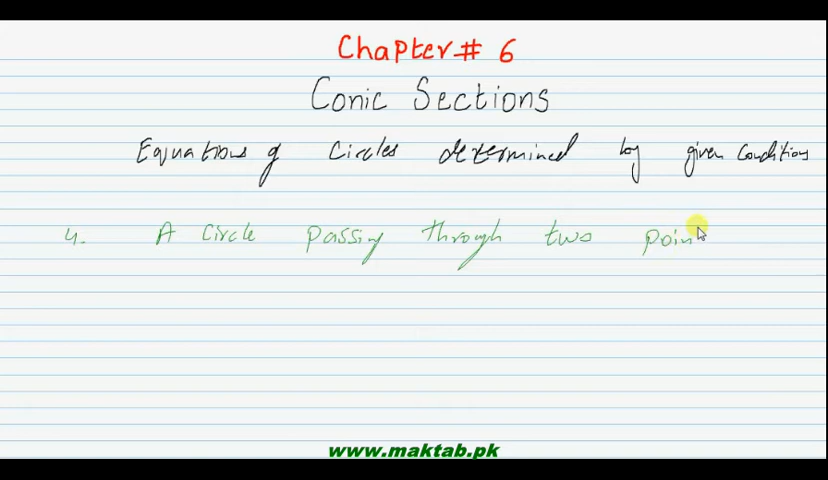 Chapter# 6
Conic Sections
Equations of Circles determined by given Conditions
4. A Circle passing through two poin
www.maktab.pk